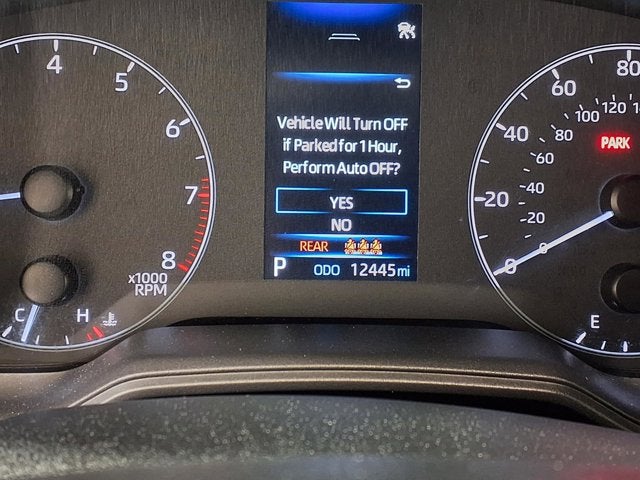 4
5
6
7
8
x1000
RPM
C
H
Vehicle Will Turn OFF
if Parked for 1 Hour,
Perform Auto OFF?
YES
NO
REAR
P ODO 12445 mi
80
60
40
20
0
120
100
80
60
40
20
0
PARK
E